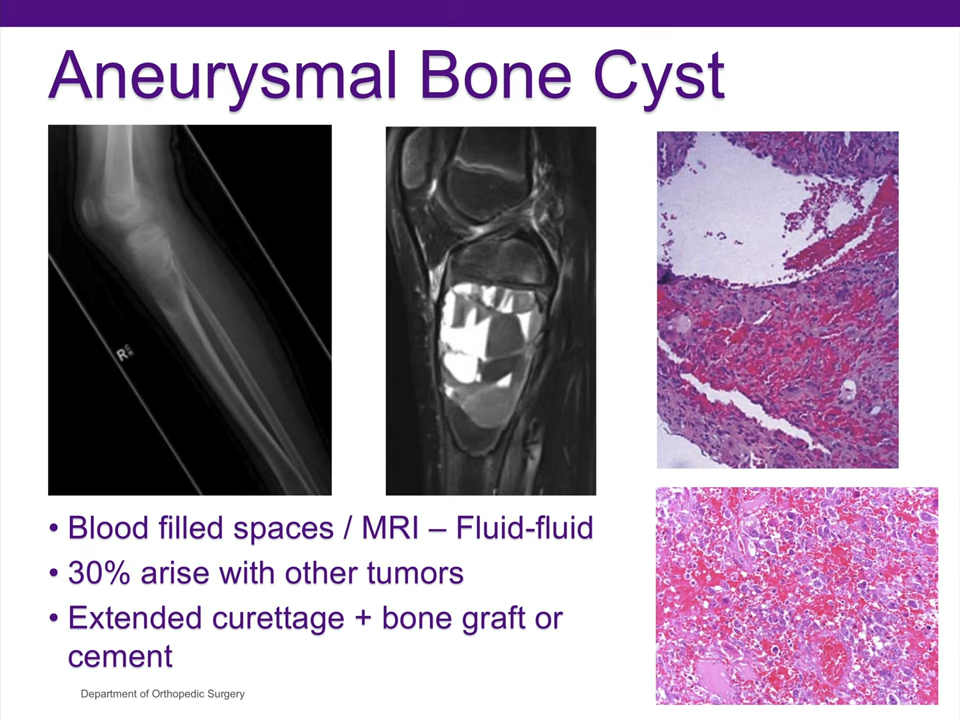 Aneurysmal Bone Cyst
R
• Blood filled spaces / MRI – Fluid-fluid
• 30% arise with other tumors
• Extended curettage + bone graft or
cement
Department of Orthopedic Surgery